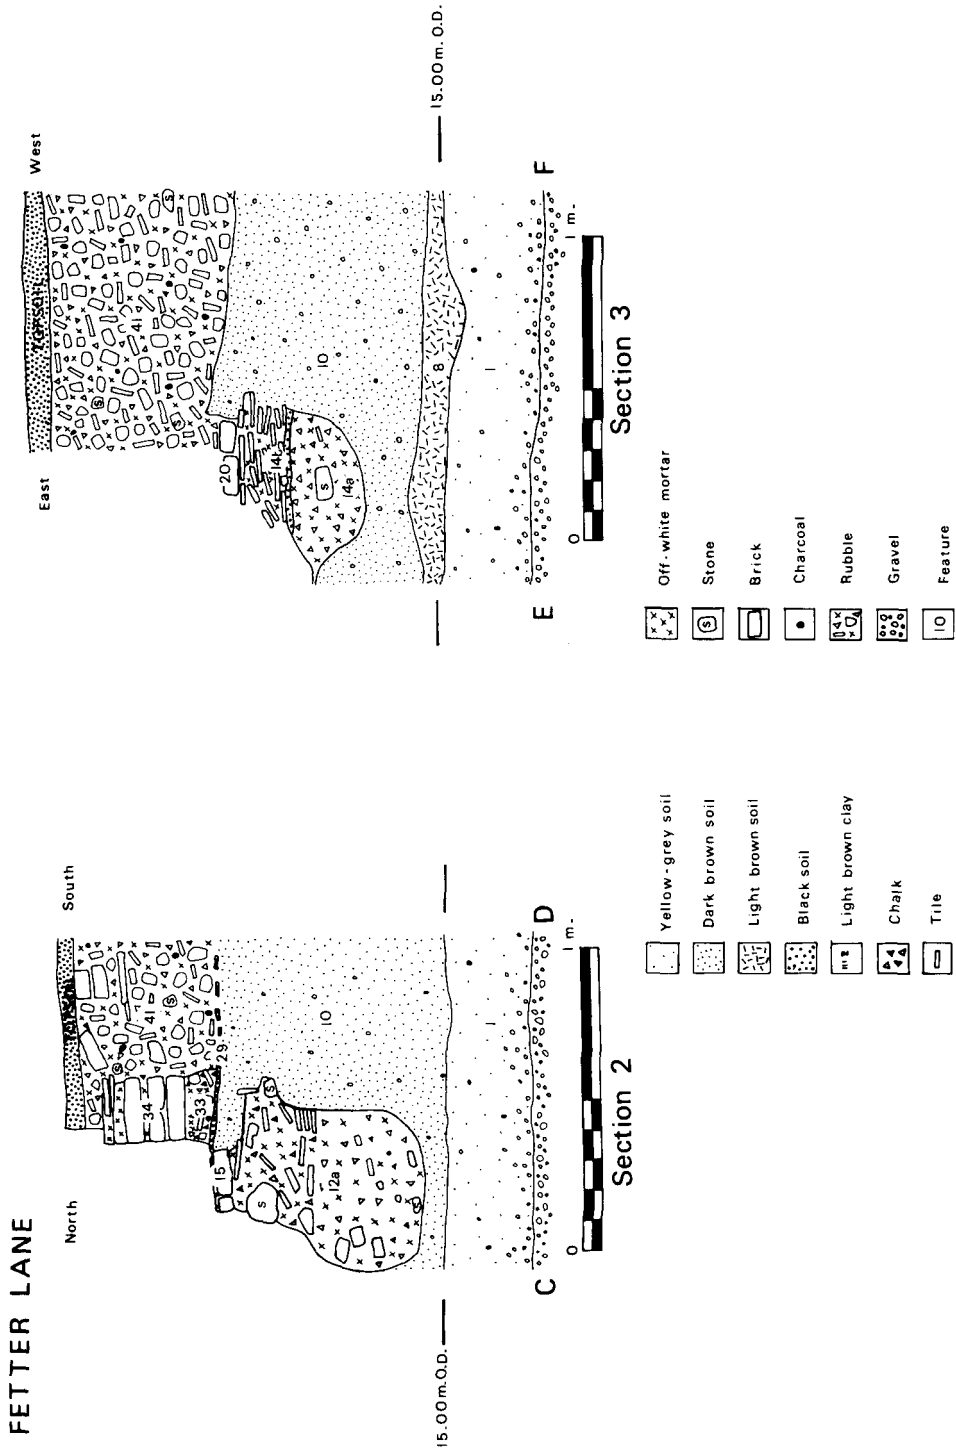 FETTER LANE
North
South
TOPSOIL
41
34
33
29
15
S
S
S
S
S
12a
10
1
15.00m.O.D.
C
D
0
1m.
Section 2
East
West
TOPSOIL
41
S
S
S
20
14b
S
14a
10
8
1
15.00m.O.D.
E
F
0
1m.
Section 3
Yellow-grey soil
Dark brown soil
Light brown soil
Black soil
Light brown clay
Chalk
Tile
Off-white mortar
S Stone
Brick
Charcoal
Rubble
Gravel
10 Feature